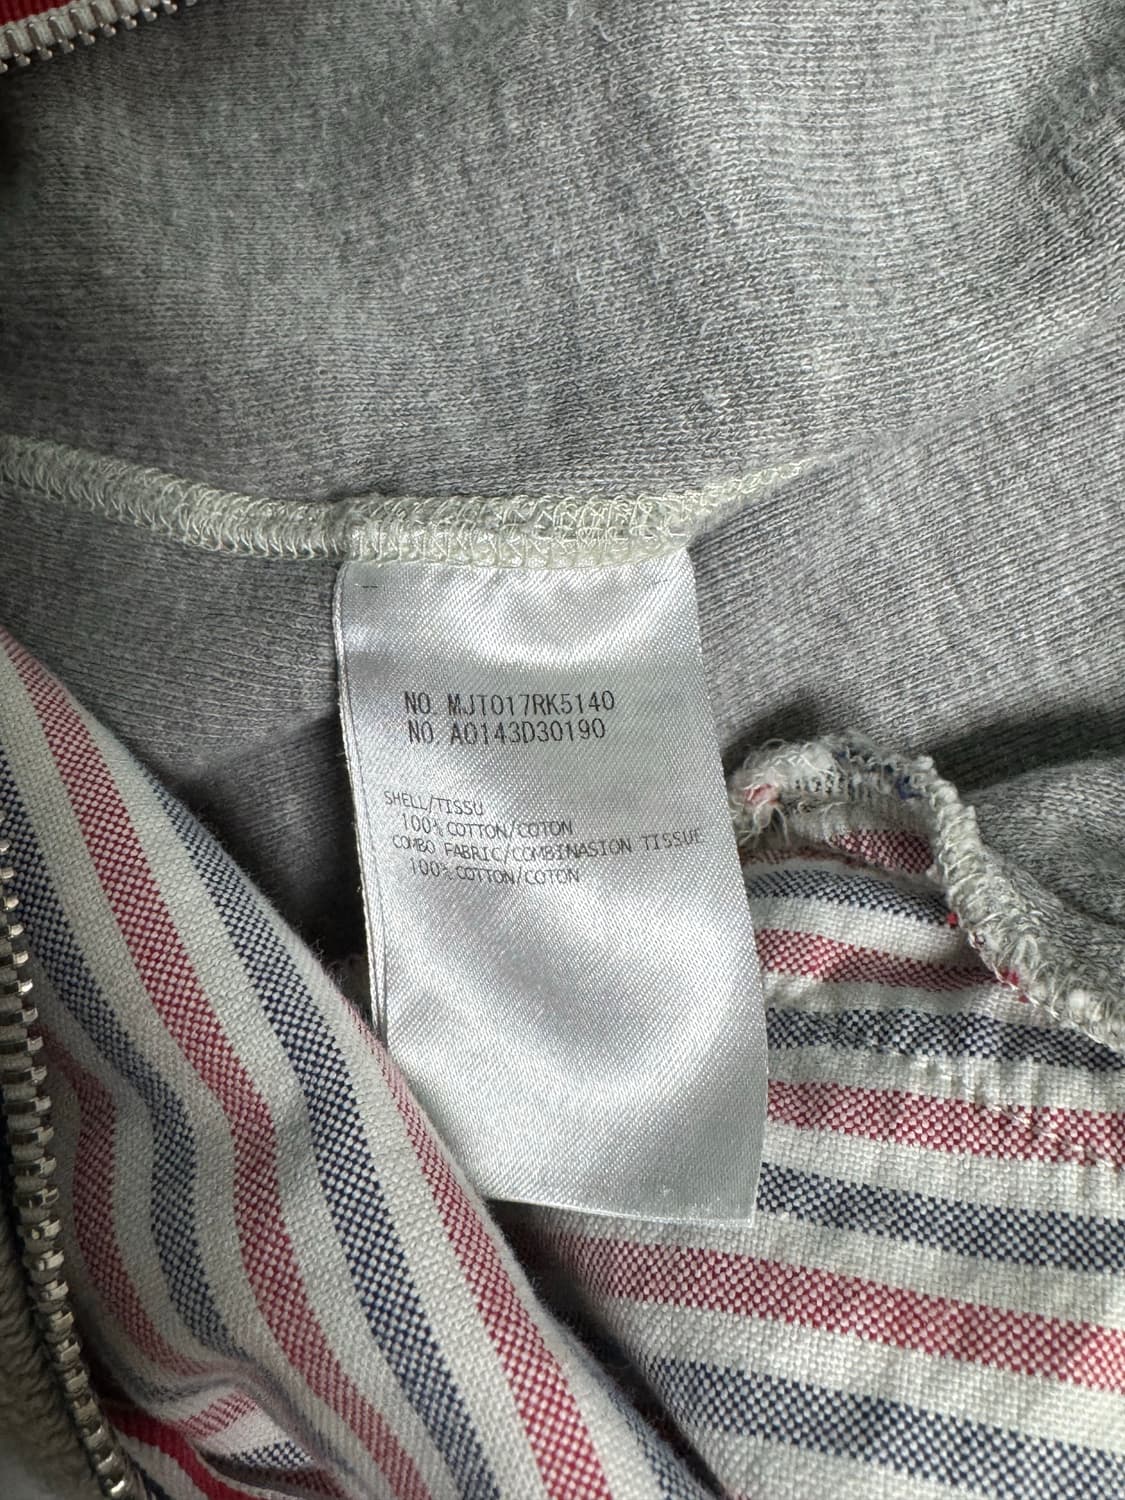 NO. MJT017RK5140
NO. A0143D30190
SHELL/TISSU
100% COTTON/COTON
COMBO FABRIC/COMBINASION TISSUE
100% COTTON/COTON